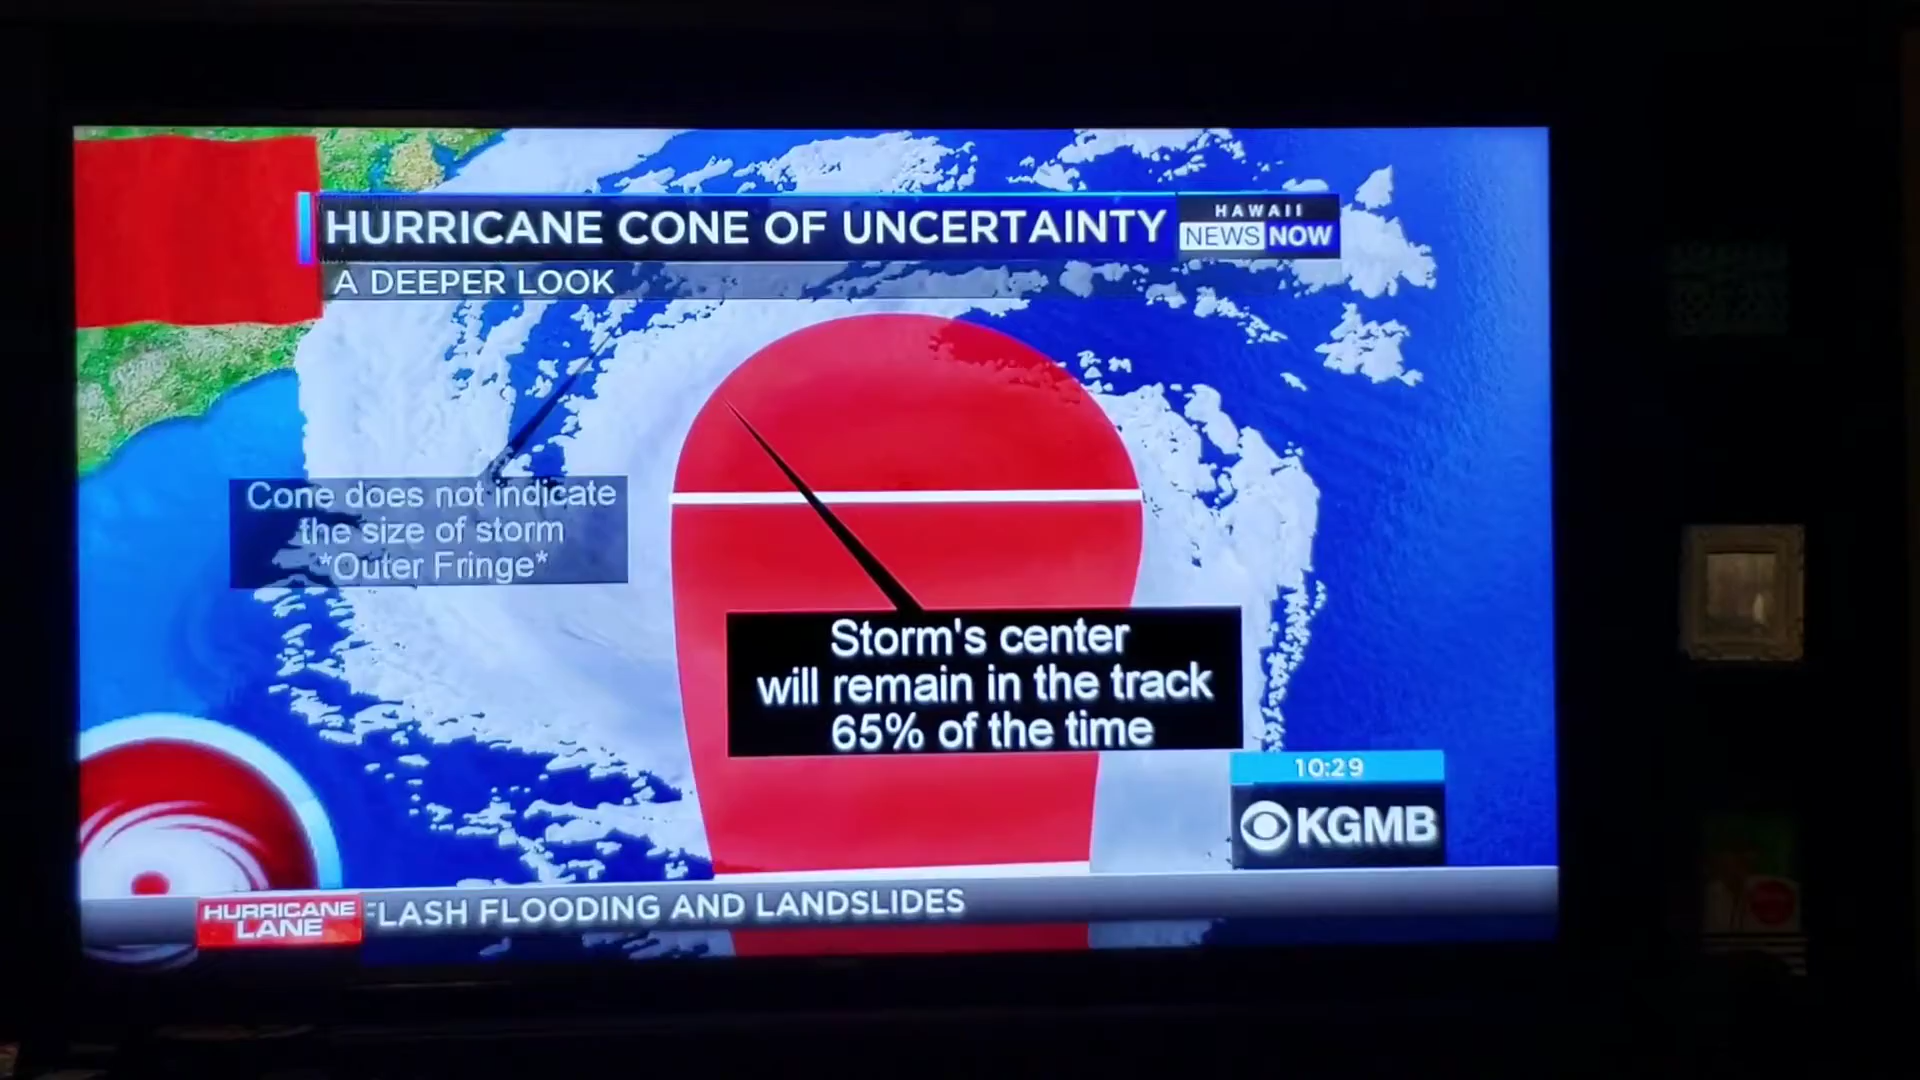 HURRICANE CONE OF UNCERTAINTY
HAWAII
NEWS NOW
A DEEPER LOOK
Cone does not indicate
the size of storm
*Outer Fringe*
Storm's center
will remain in the track
65% of the time
10:29
KGMB
HURRICANE
LANE
FLASH FLOODING AND LANDSLIDES